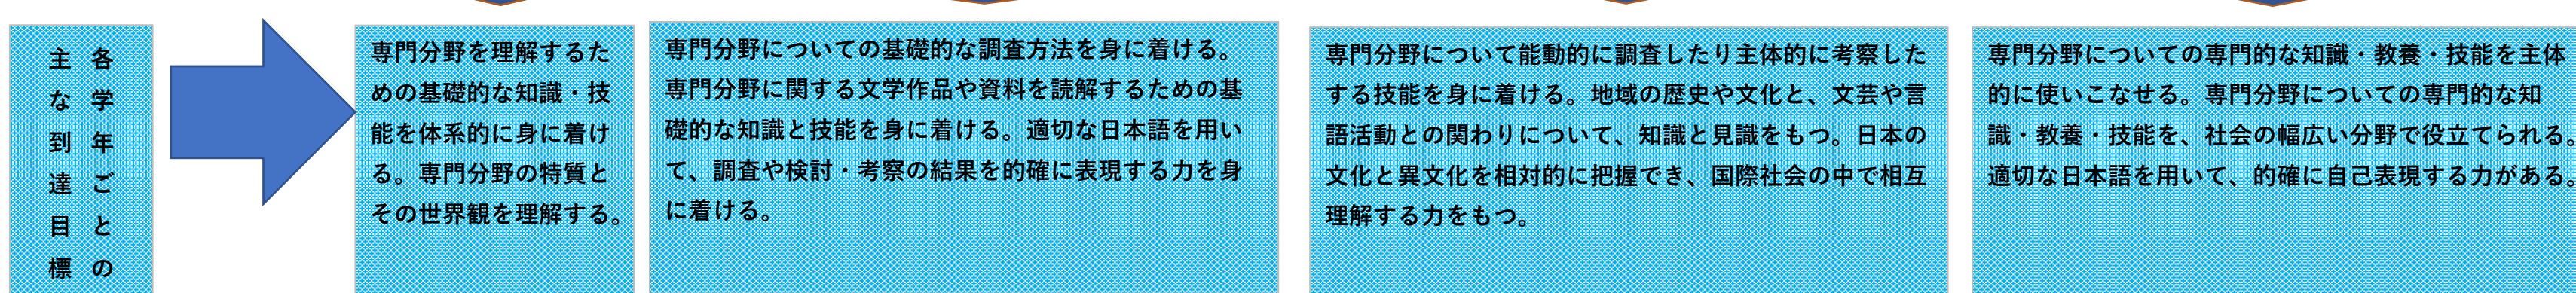 各学年ごとの
主な到達目標
専門分野を理解するた
めの基礎的な知識・技
能を体系的に身に着け
る。専門分野の特質と
その世界観を理解する。
専門分野についての基礎的な調査方法を身に着ける。
専門分野に関する文学作品や資料を読解するための基
礎的な知識と技能を身に着ける。適切な日本語を用い
て、調査や検討・考察の結果を的確に表現する力を身
に着ける。
専門分野について能動的に調査したり主体的に考察した
する技能を身に着ける。地域の歴史や文化と、文芸や言
語活動との関わりについて、知識と見識をもつ。日本の
文化と異文化を相対的に把握でき、国際社会の中で相互
理解する力をもつ。
専門分野についての専門的な知識・教養・技能を主体
的に使いこなせる。専門分野についての専門的な知
識・教養・技能を、社会の幅広い分野で役立てられる。
適切な日本語を用いて、的確に自己表現する力がある。